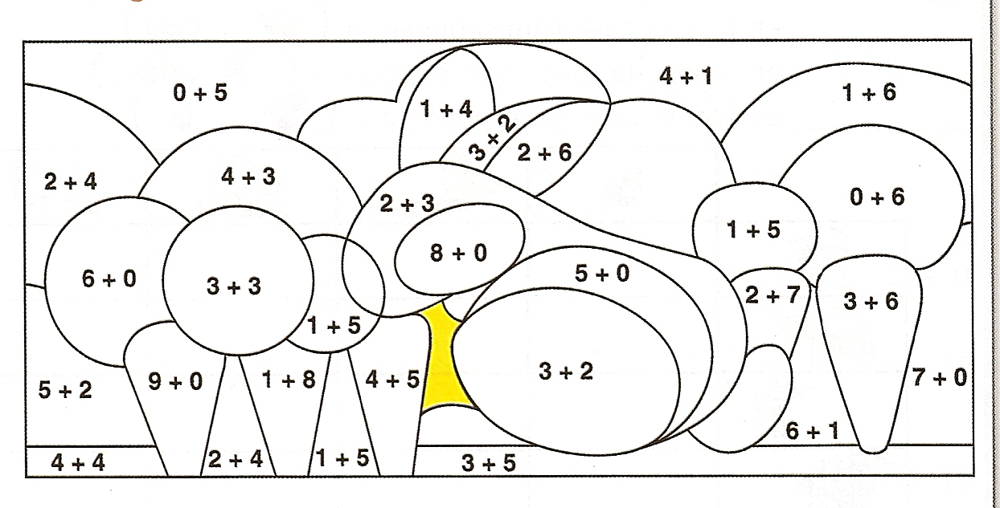 0 + 5
4 + 1
1 + 6
1 + 4
3 + 2
2 + 6
2 + 4
4 + 3
2 + 3
0 + 6
1 + 5
8 + 0
6 + 0
3 + 3
5 + 0
2 + 7
3 + 6
1 + 5
3 + 2
5 + 2
9 + 0
1 + 8
4 + 5
7 + 0
6 + 1
4 + 4
2 + 4
1 + 5
3 + 5